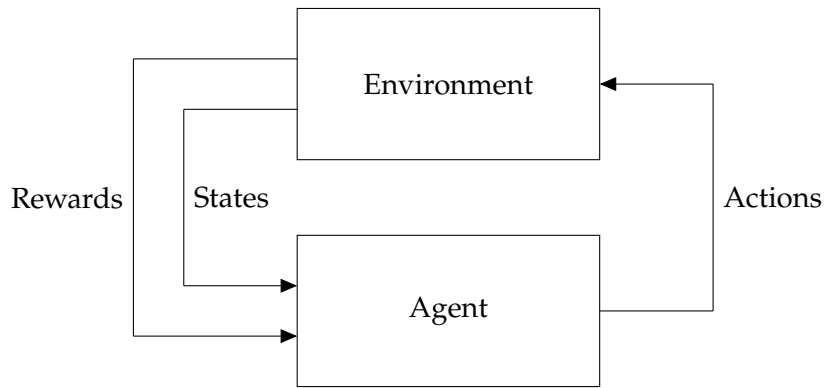 Environment
Rewards
States
Actions
Agent